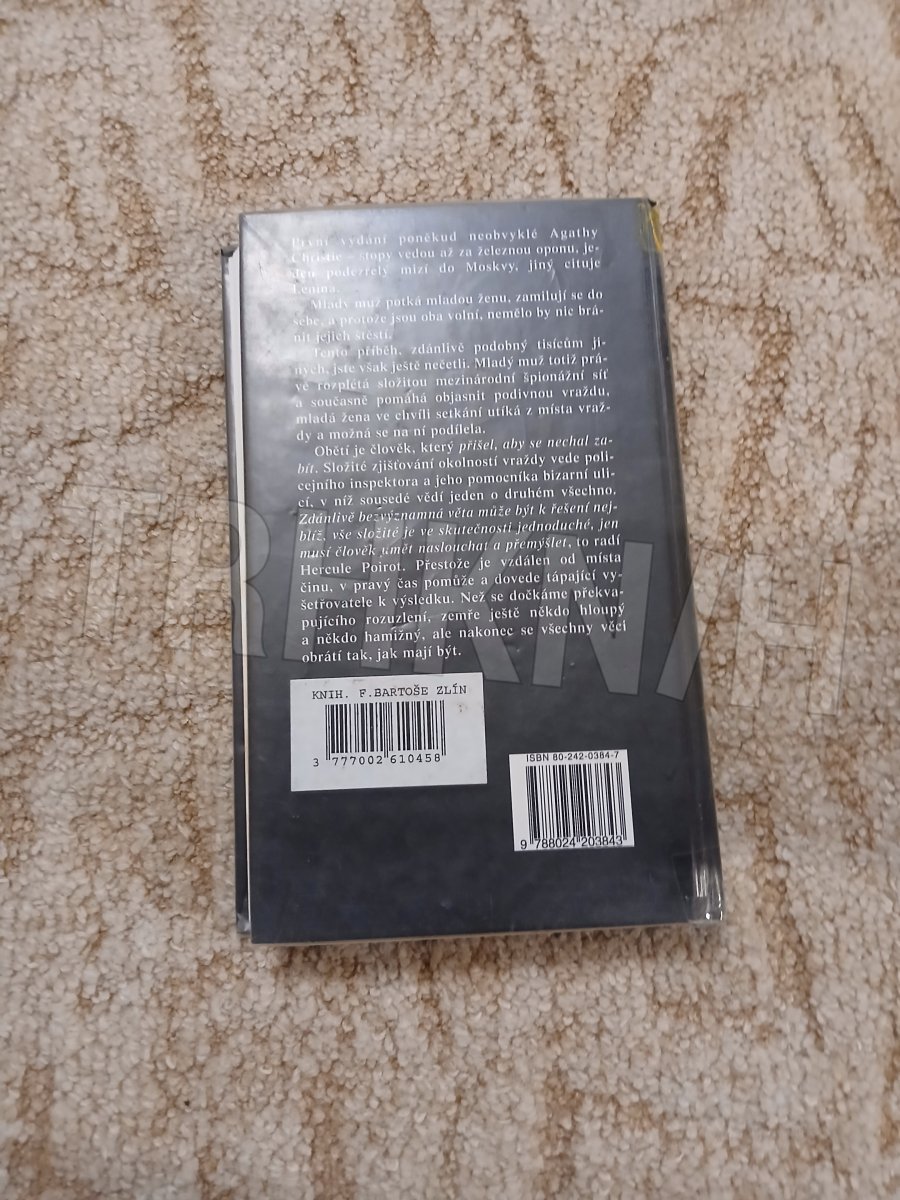 První vydání poněkud neobvyklé Agathy
Christie – stopy vedou až za železnou oponu, je-
den podezřelý mizí do Moskvy, jiný cituje
Lenina.
Mladý muž potká mladou ženu, zamilují se do
sebe, a protože jsou oba volní, nemělo by nic brá-
nit jejich štěstí.
Tento příběh, zdánlivě podobný tisícům ji-
ných, jste však ještě nečetli. Mladý muž totiž prá-
vě rozplétá složitou mezinárodní špionážní síť
a současně pomáhá objasnit podivnou vraždu,
mladá žena ve chvíli setkání utíká z místa vraž-
dy a možná se na ní podílela.
Obětí je člověk, který přišel, aby se nechal za-
bít. Složité zjišťování okolností vraždy vede poli-
cejního inspektora a jeho pomocníka bizarní uli-
cí, v níž sousedé vědí jeden o druhém všechno.
Zdánlivě bezvýznamná věta může být k řešení nej-
blíž, vše složité je ve skutečnosti jednoduché, jen
musí člověk umět naslouchat a přemýšlet, to radí
Hercule Poirot. Přestože je vzdálen od místa
činu, v pravý čas pomůže a dovede tápající vy-
šetřovatele k výsledku. Než se dočkáme překva-
pujícího rozuzlení, zemře ještě někdo hloupý
a někdo hamižný, ale nakonec se všechny věci
obrátí tak, jak mají být.
KNIH. F.BARTOŠE ZLÍN
3 777002 610458
ISBN 80-242-0384-7
9 788024 203843
TREKNIH